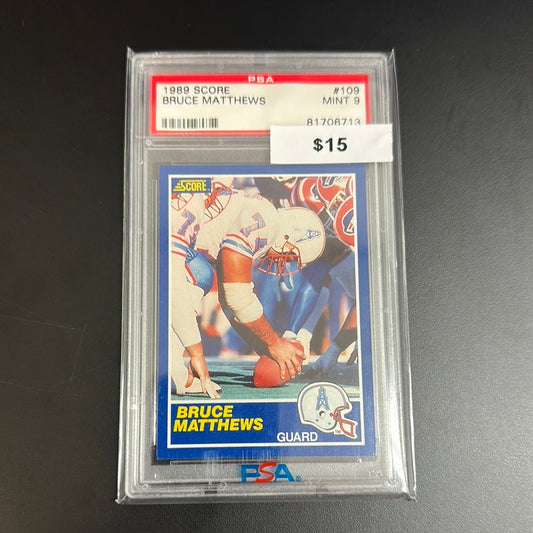 PSA
1989 SCORE #109
BRUCE MATTHEWS MINT 9
81706713
$15
SCORE
BRUCE
MATTHEWS
GUARD
PSA